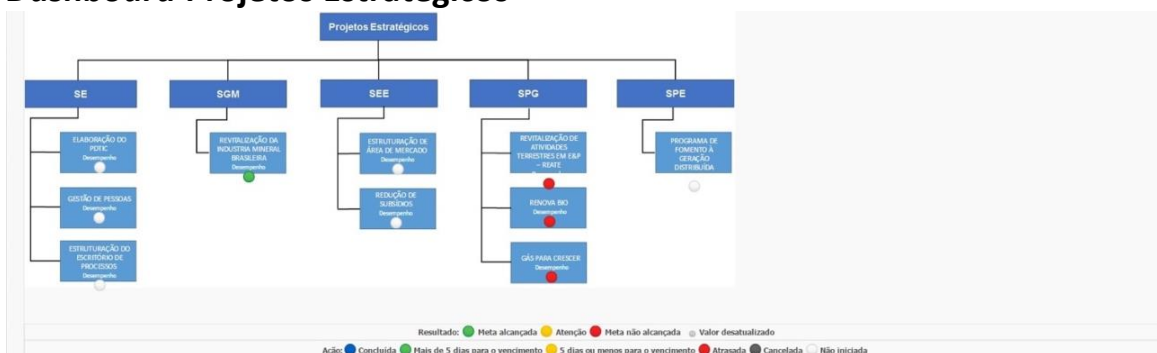 Dashboard Projetos Estratégicos
Projetos Estratégicos
SE
SGM
SEE
SPG
SPE
ELABORAÇÃO DO
PDTIC
Desempenho
GESTÃO DE PESSOAS
Desempenho
ESTRUTURAÇÃO DO
ESCRITÓRIO DE
PROCESSOS
Desempenho
REVITALIZAÇÃO DA
INDUSTRIA MINERAL
BRASILEIRA
Desempenho
ESTRUTURAÇÃO DE
ÁREA DE MERCADO
Desempenho
REDUÇÃO DE
SUBSÍDIOS
Desempenho
REVITALIZAÇÃO DE
ATIVIDADES
TERRESTRES EM E&P
– REATE
RENOVA BIO
Desempenho
GÁS PARA CRESCER
Desempenho
PROGRAMA DE
FOMENTO À
GERAÇÃO
DISTRIBUÍDA
Resultado: Meta alcançada Atenção Meta não alcançada Valor desatualizado
Ação: Concluída Mais de 5 dias para o vencimento 5 dias ou menos para o vencimento Atrasada Cancelada Não iniciada